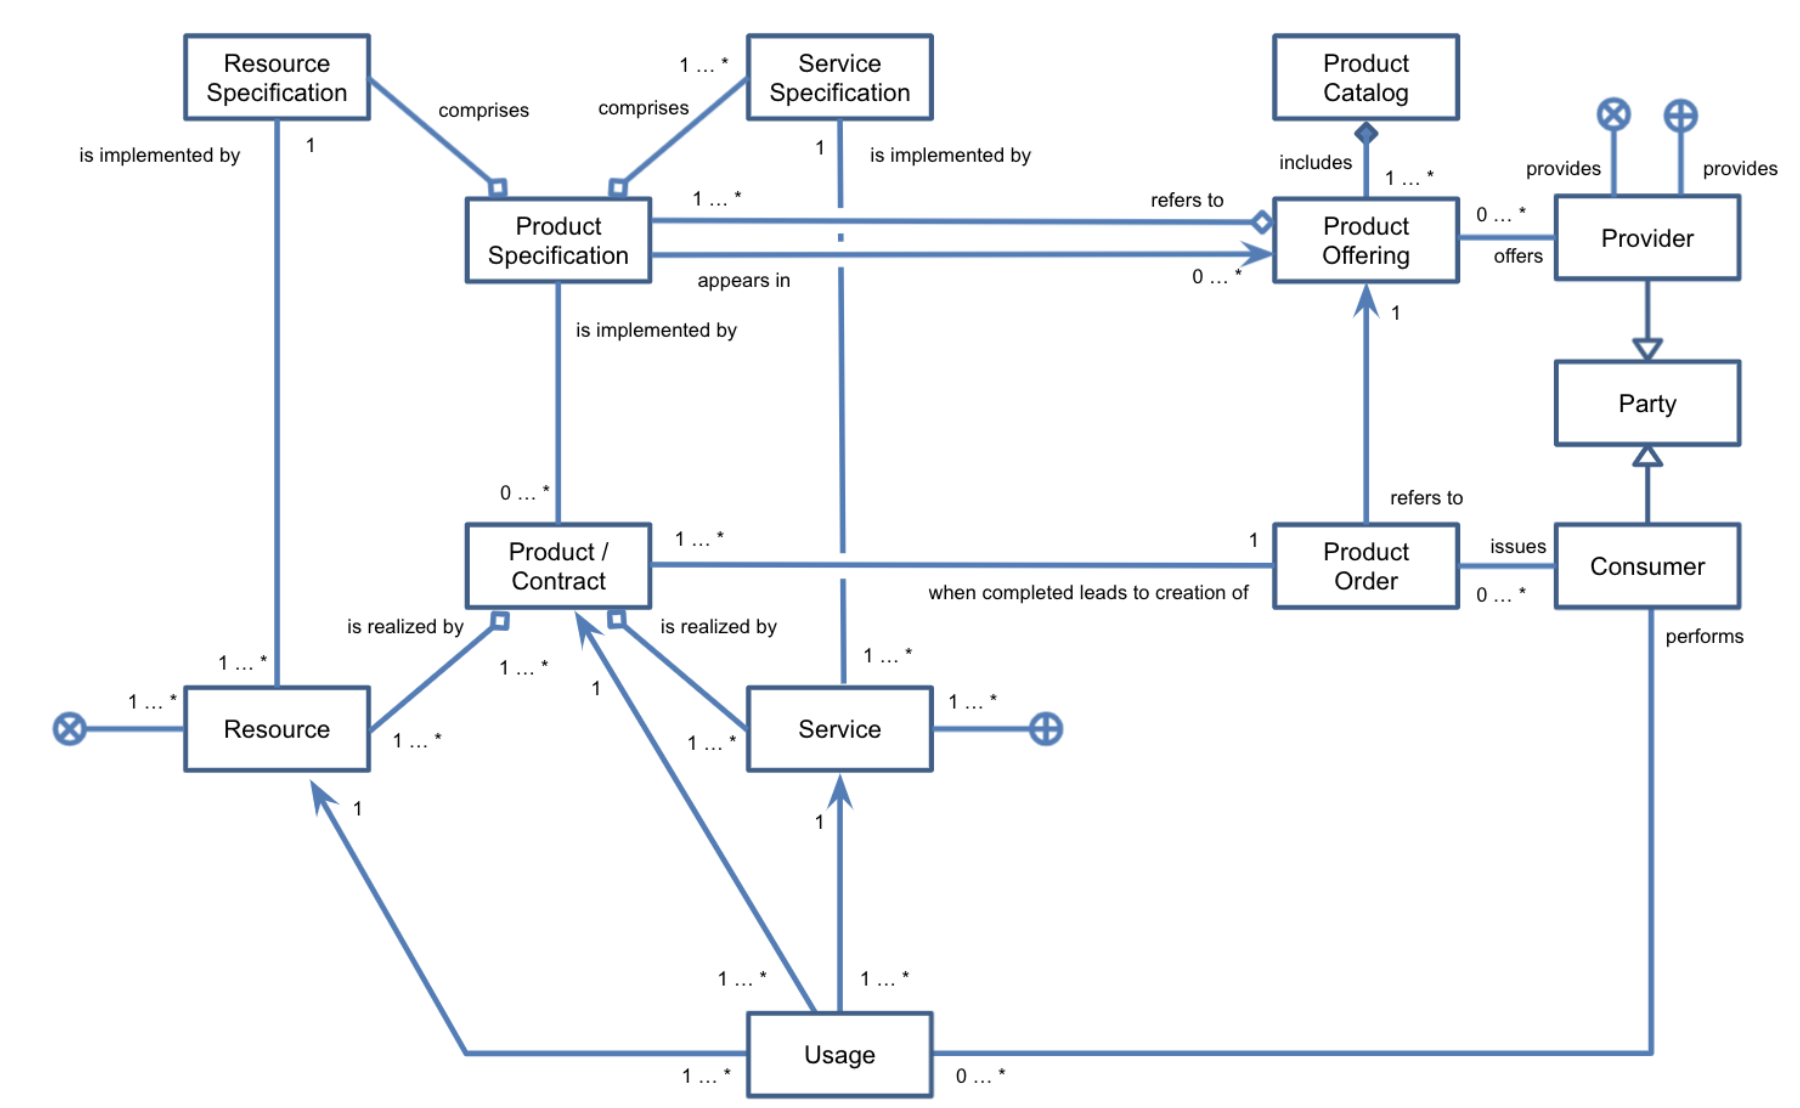 Resource
Specification
1 ... *
Service
Specification
Product
Catalog
comprises
comprises
is implemented by
1
1
is implemented by
includes
1 ... *
provides
provides
Product
Specification
1 ... *
refers to
appears in
0 ... *
Product
Offering
0 ... *
offers
Provider
is implemented by
1
Party
0 ... *
refers to
Product /
Contract
1 ... *
1
when completed leads to creation of
Product
Order
issues
0 ... *
Consumer
is realized by
is realized by
performs
1 ... *
1 ... *
1 ... *
1
1 ... *
Resource
1 ... *
1 ... *
Service
1 ... *
1
1
1 ... *
1 ... *
Usage
1 ... *
0 ... *